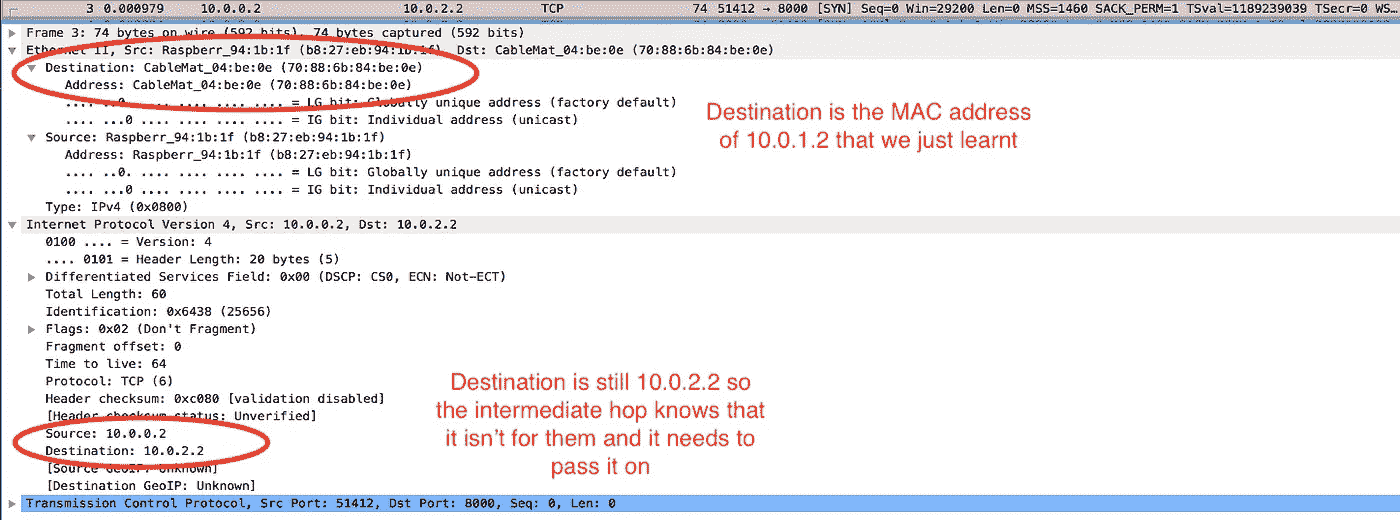 3 0.000979 10.0.0.2 10.0.2.2 TCP 74 51412 → 8000 [SYN] Seq=0 Win=29200 Len=0 MSS=1460 SACK_PERM=1 TSval=1189239039 TSecr=0 WS…
Frame 3: 74 bytes on wire (592 bits), 74 bytes captured (592 bits)
Ethernet II, Src: Raspberr_94:1b:1f (b8:27:eb:94:1b:1f), Dst: CableMat_04:be:0e (70:88:6b:84:be:0e)
Destination: CableMat_04:be:0e (70:88:6b:84:be:0e)
Address: CableMat_04:be:0e (70:88:6b:84:be:0e)
.... ..0. .... .... .... .... = LG bit: Globally unique address (factory default)
.... ...0 .... .... .... .... = IG bit: Individual address (unicast)
Destination is the MAC address
of 10.0.1.2 that we just learnt
Source: Raspberr_94:1b:1f (b8:27:eb:94:1b:1f)
Address: Raspberr_94:1b:1f (b8:27:eb:94:1b:1f)
.... ..0. .... .... .... .... = LG bit: Globally unique address (factory default)
.... ...0 .... .... .... .... = IG bit: Individual address (unicast)
Type: IPv4 (0x0800)
Internet Protocol Version 4, Src: 10.0.0.2, Dst: 10.0.2.2
0100 .... = Version: 4
.... 0101 = Header Length: 20 bytes (5)
Differentiated Services Field: 0x00 (DSCP: CS0, ECN: Not-ECT)
Total Length: 60
Identification: 0x6438 (25656)
Flags: 0x02 (Don't Fragment)
Fragment offset: 0
Time to live: 64
Protocol: TCP (6)
Header checksum: 0xc080 [validation disabled]
[Header checksum status: Unverified]
Source: 10.0.0.2
Destination: 10.0.2.2
[Source GeoIP: Unknown]
[Destination GeoIP: Unknown]
Destination is still 10.0.2.2 so
the intermediate hop knows that
it isn't for them and it needs to
pass it on
Transmission Control Protocol, Src Port: 51412, Dst Port: 8000, Seq: 0, Len: 0